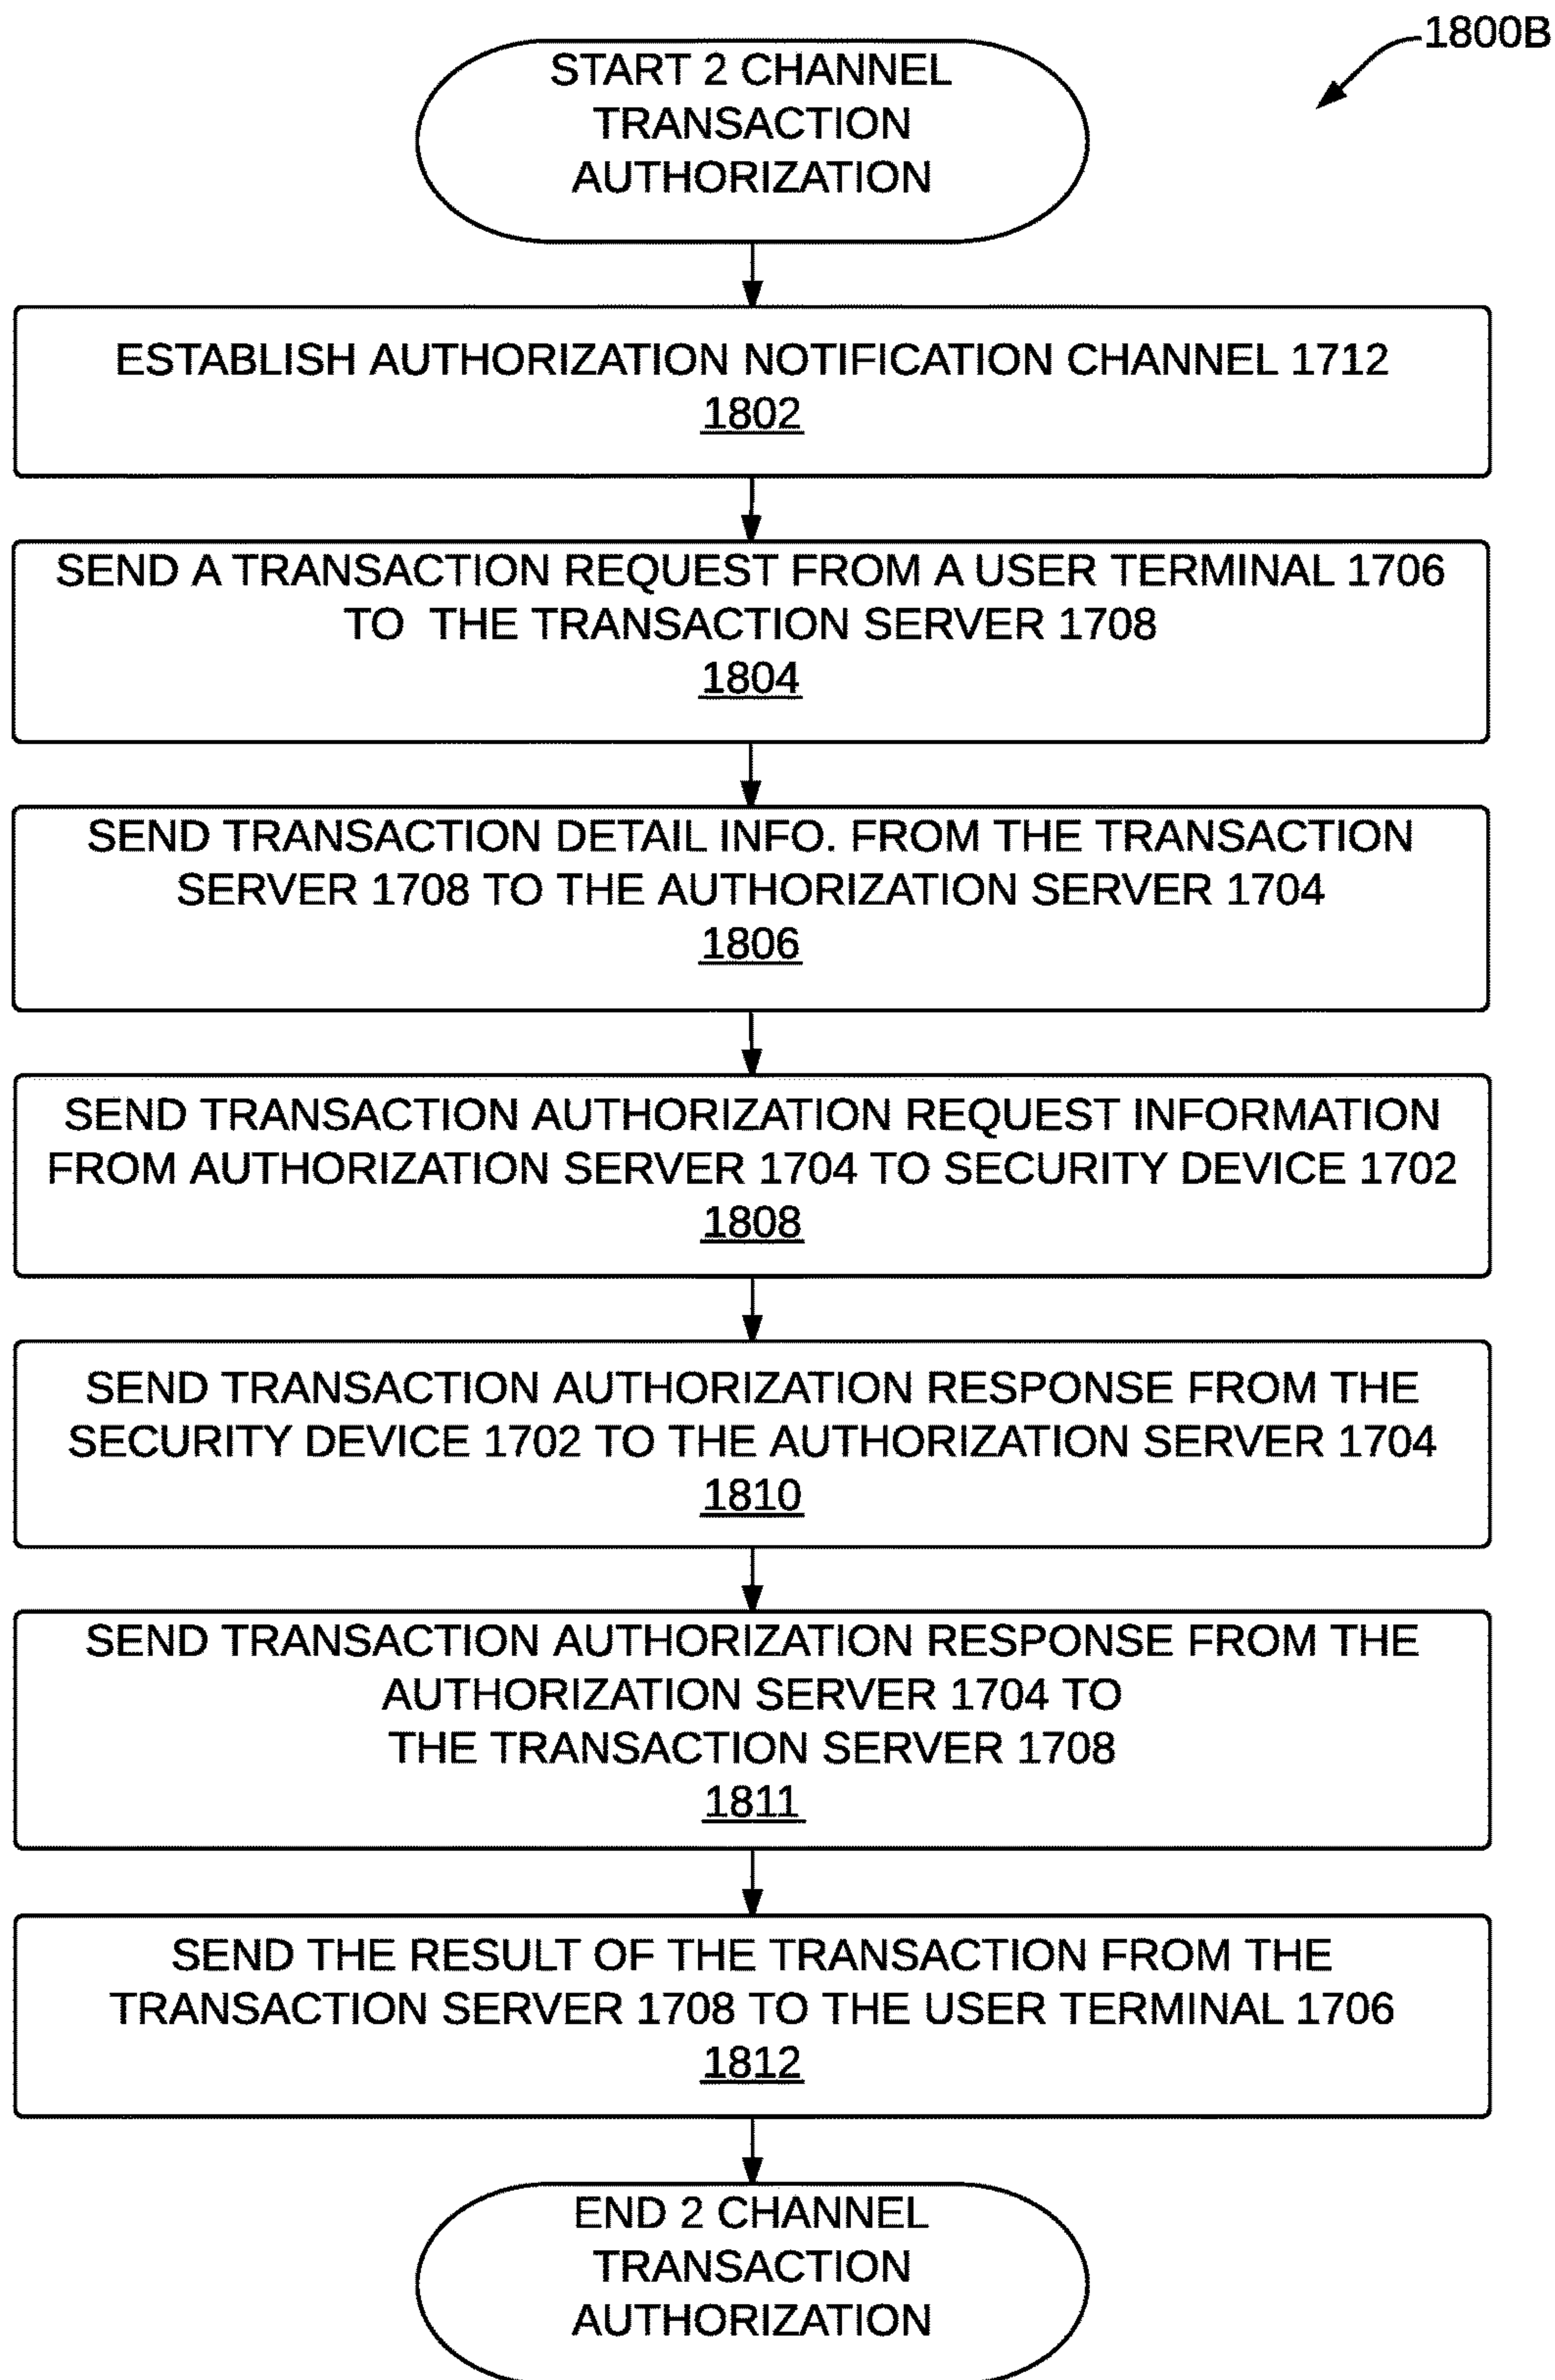 1800B
START 2 CHANNEL
TRANSACTION
AUTHORIZATION
ESTABLISH AUTHORIZATION NOTIFICATION CHANNEL 1712
1802
SEND A TRANSACTION REQUEST FROM A USER TERMINAL 1706
TO THE TRANSACTION SERVER 1708
1804
SEND TRANSACTION DETAIL INFO. FROM THE TRANSACTION
SERVER 1708 TO THE AUTHORIZATION SERVER 1704
1806
SEND TRANSACTION AUTHORIZATION REQUEST INFORMATION
FROM AUTHORIZATION SERVER 1704 TO SECURITY DEVICE 1702
1808
SEND TRANSACTION AUTHORIZATION RESPONSE FROM THE
SECURITY DEVICE 1702 TO THE AUTHORIZATION SERVER 1704
1810
SEND TRANSACTION AUTHORIZATION RESPONSE FROM THE
AUTHORIZATION SERVER 1704 TO
THE TRANSACTION SERVER 1708
1811
SEND THE RESULT OF THE TRANSACTION FROM THE
TRANSACTION SERVER 1708 TO THE USER TERMINAL 1706
1812
END 2 CHANNEL
TRANSACTION
AUTHORIZATION